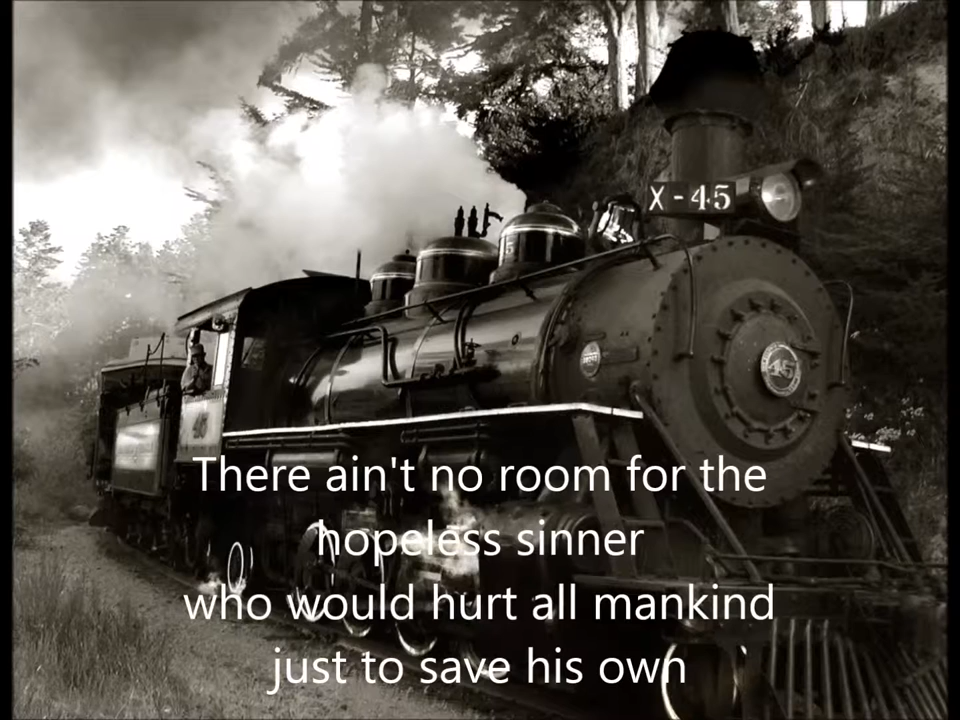 X-45
45
There ain't no room for the
hopeless sinner
who would hurt all mankind
just to save his own